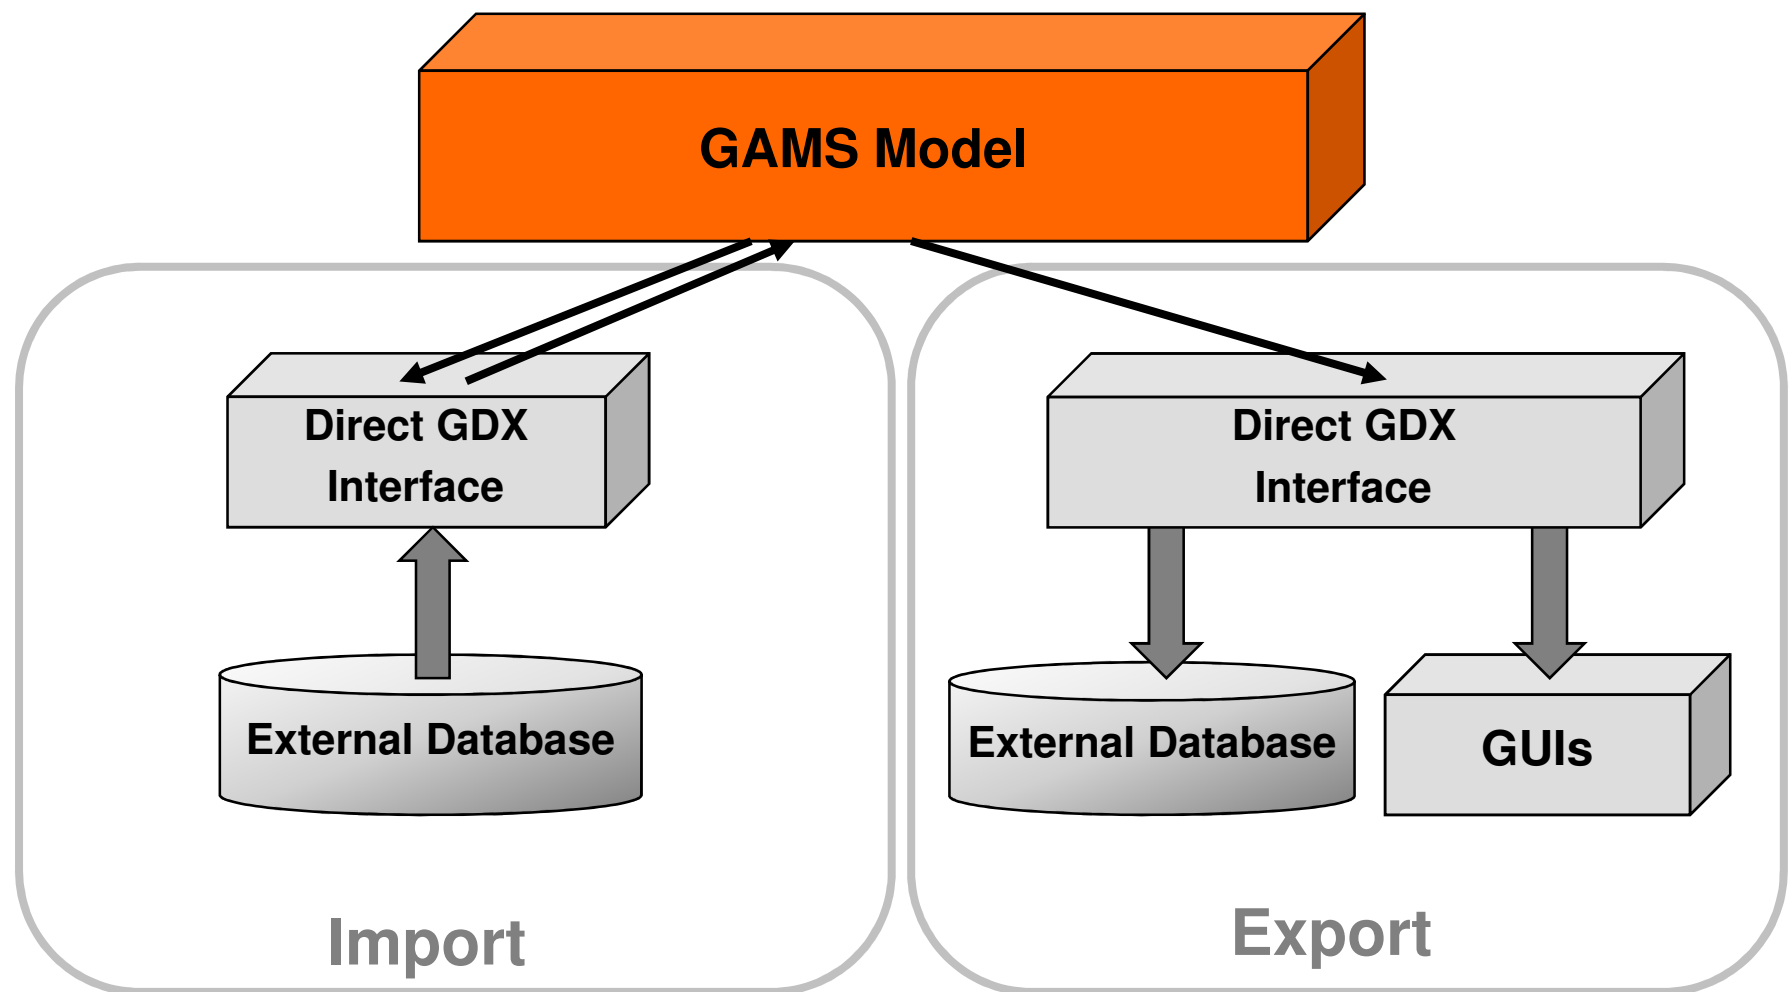 GAMS Model
Direct GDX
Interface
External Database
Import
Direct GDX
Interface
External Database
GUIs
Export